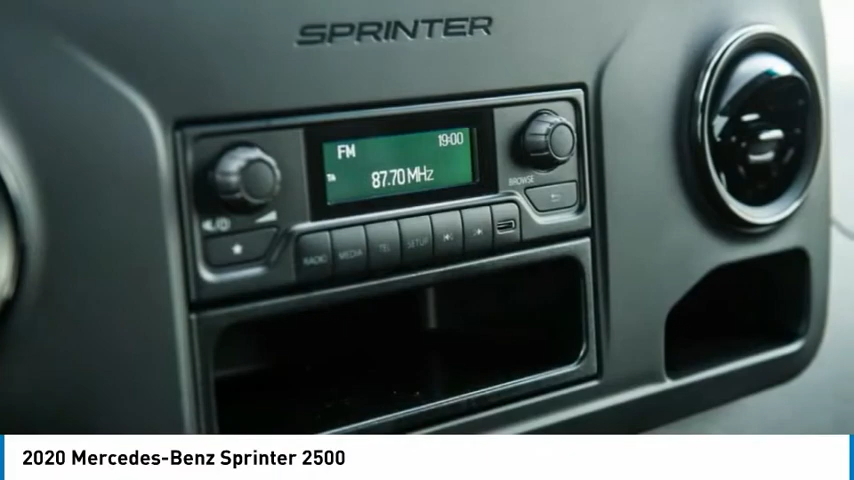 SPRINTER
FM 19:00
TA 87.70 MHz
BROWSE
RADIO MEDIA TEL SETUP
2020 Mercedes-Benz Sprinter 2500